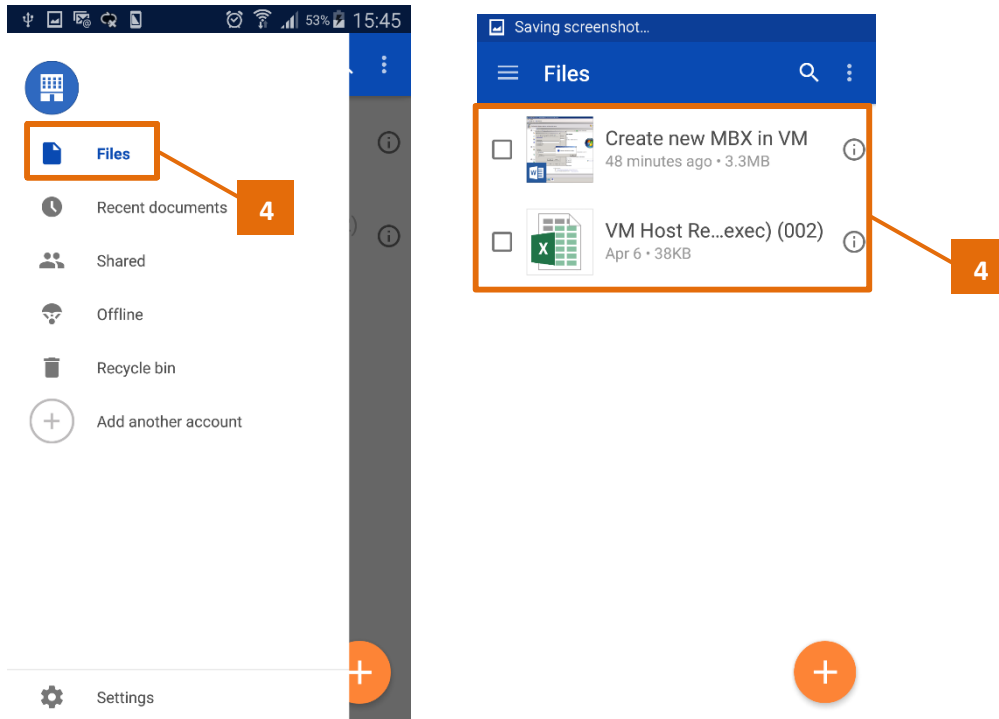 53% 15:45
Files
4
Recent documents
Shared
Offline
Recycle bin
Add another account
Settings
Saving screenshot...
Files
Create new MBX in VM
48 minutes ago • 3.3MB
VM Host Re...exec) (002)
Apr 6 • 38KB
4